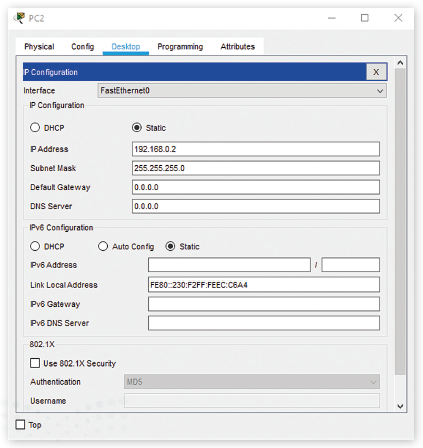 PC2
Physical Config Desktop Programming Attributes
IP Configuration X
Interface FastEthernet0
IP Configuration
DHCP Static
IP Address 192.168.0.2
Subnet Mask 255.255.255.0
Default Gateway 0.0.0.0
DNS Server 0.0.0.0
IPv6 Configuration
DHCP Auto Config Static
IPv6 Address /
Link Local Address FE80::230:F2FF:FEEC:C6A4
IPv6 Gateway
IPv6 DNS Server
802.1X
Use 802.1X Security
Authentication MD5
Username
Top